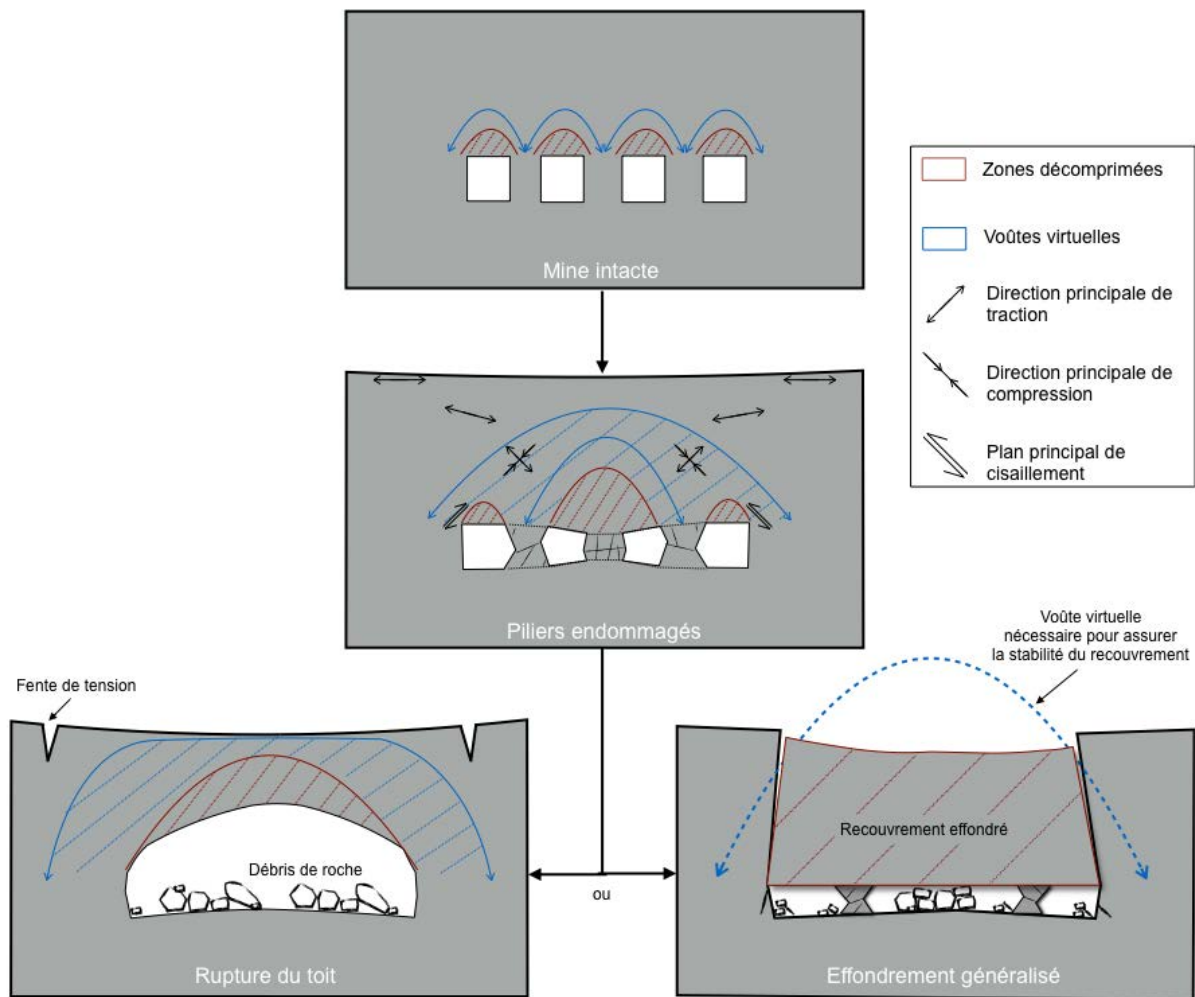 Mine intacte
Zones décomprimées
Voûtes virtuelles
Direction principale de
traction
Direction principale de
compression
Plan principal de
cisaillement
Piliers endommagés
Fente de tension
Débris de roche
Rupture du toit
ou
Voûte virtuelle
nécessaire pour assurer
la stabilité du recouvrement
Recouvrement effondré
Effondrement généralisé